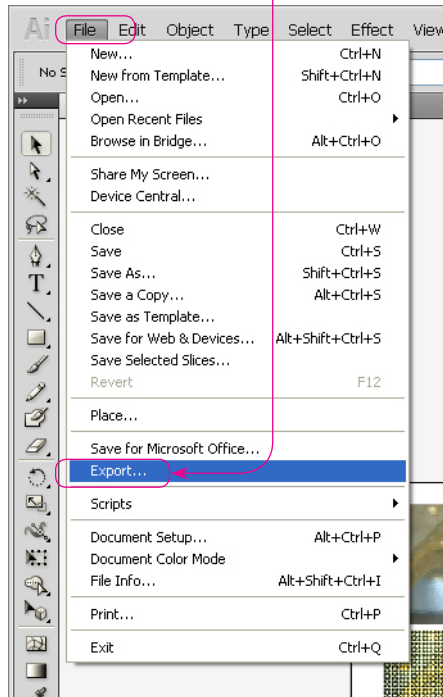 Ai File Edit Object Type Select Effect View
No S
New... Ctrl+N
New from Template... Shift+Ctrl+N
Open... Ctrl+O
Open Recent Files
Browse in Bridge... Alt+Ctrl+O
Share My Screen...
Device Central...
Close Ctrl+W
Save Ctrl+S
Save As... Shift+Ctrl+S
Save a Copy... Alt+Ctrl+S
Save as Template...
Save for Web & Devices... Alt+Shift+Ctrl+S
Save Selected Slices...
Revert F12
Place...
Save for Microsoft Office...
Export...
Scripts
Document Setup... Alt+Ctrl+P
Document Color Mode
File Info... Alt+Shift+Ctrl+I
Print... Ctrl+P
Exit Ctrl+Q